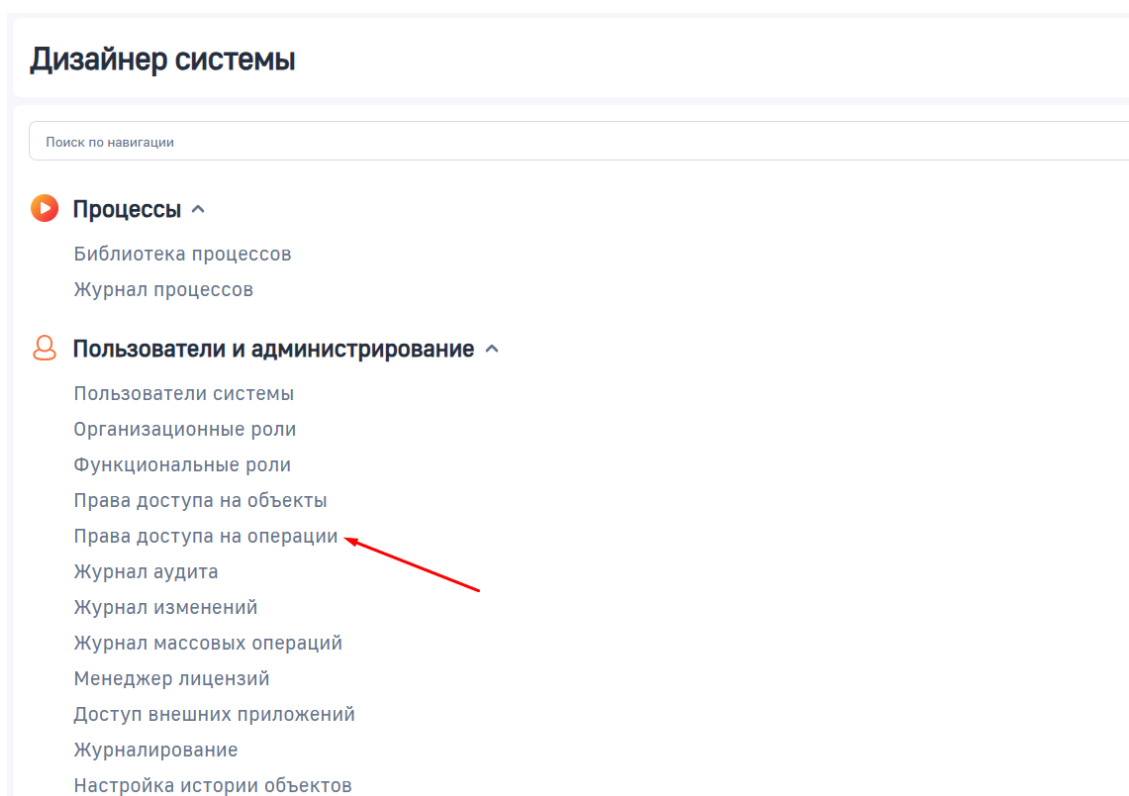 Дизайнер системы
Поиск по навигации
Процессы
Библиотека процессов
Журнал процессов
Пользователи и администрирование
Пользователи системы
Организационные роли
Функциональные роли
Права доступа на объекты
Права доступа на операции
Журнал аудита
Журнал изменений
Журнал массовых операций
Менеджер лицензий
Доступ внешних приложений
Журналирование
Настройка истории объектов